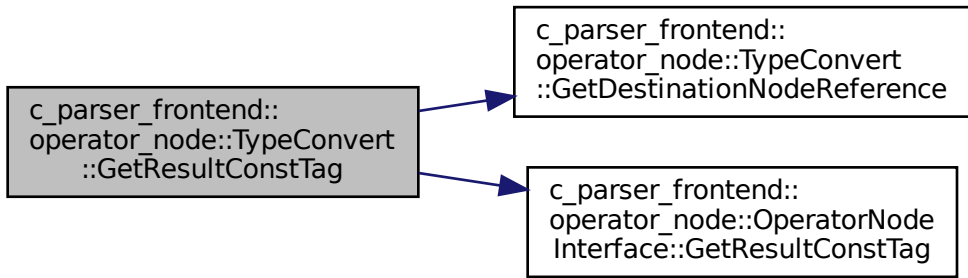 c_parser_frontend::
operator_node::TypeConvert
::GetResultConstTag
c_parser_frontend::
operator_node::TypeConvert
::GetDestinationNodeReference
c_parser_frontend::
operator_node::OperatorNode
Interface::GetResultConstTag